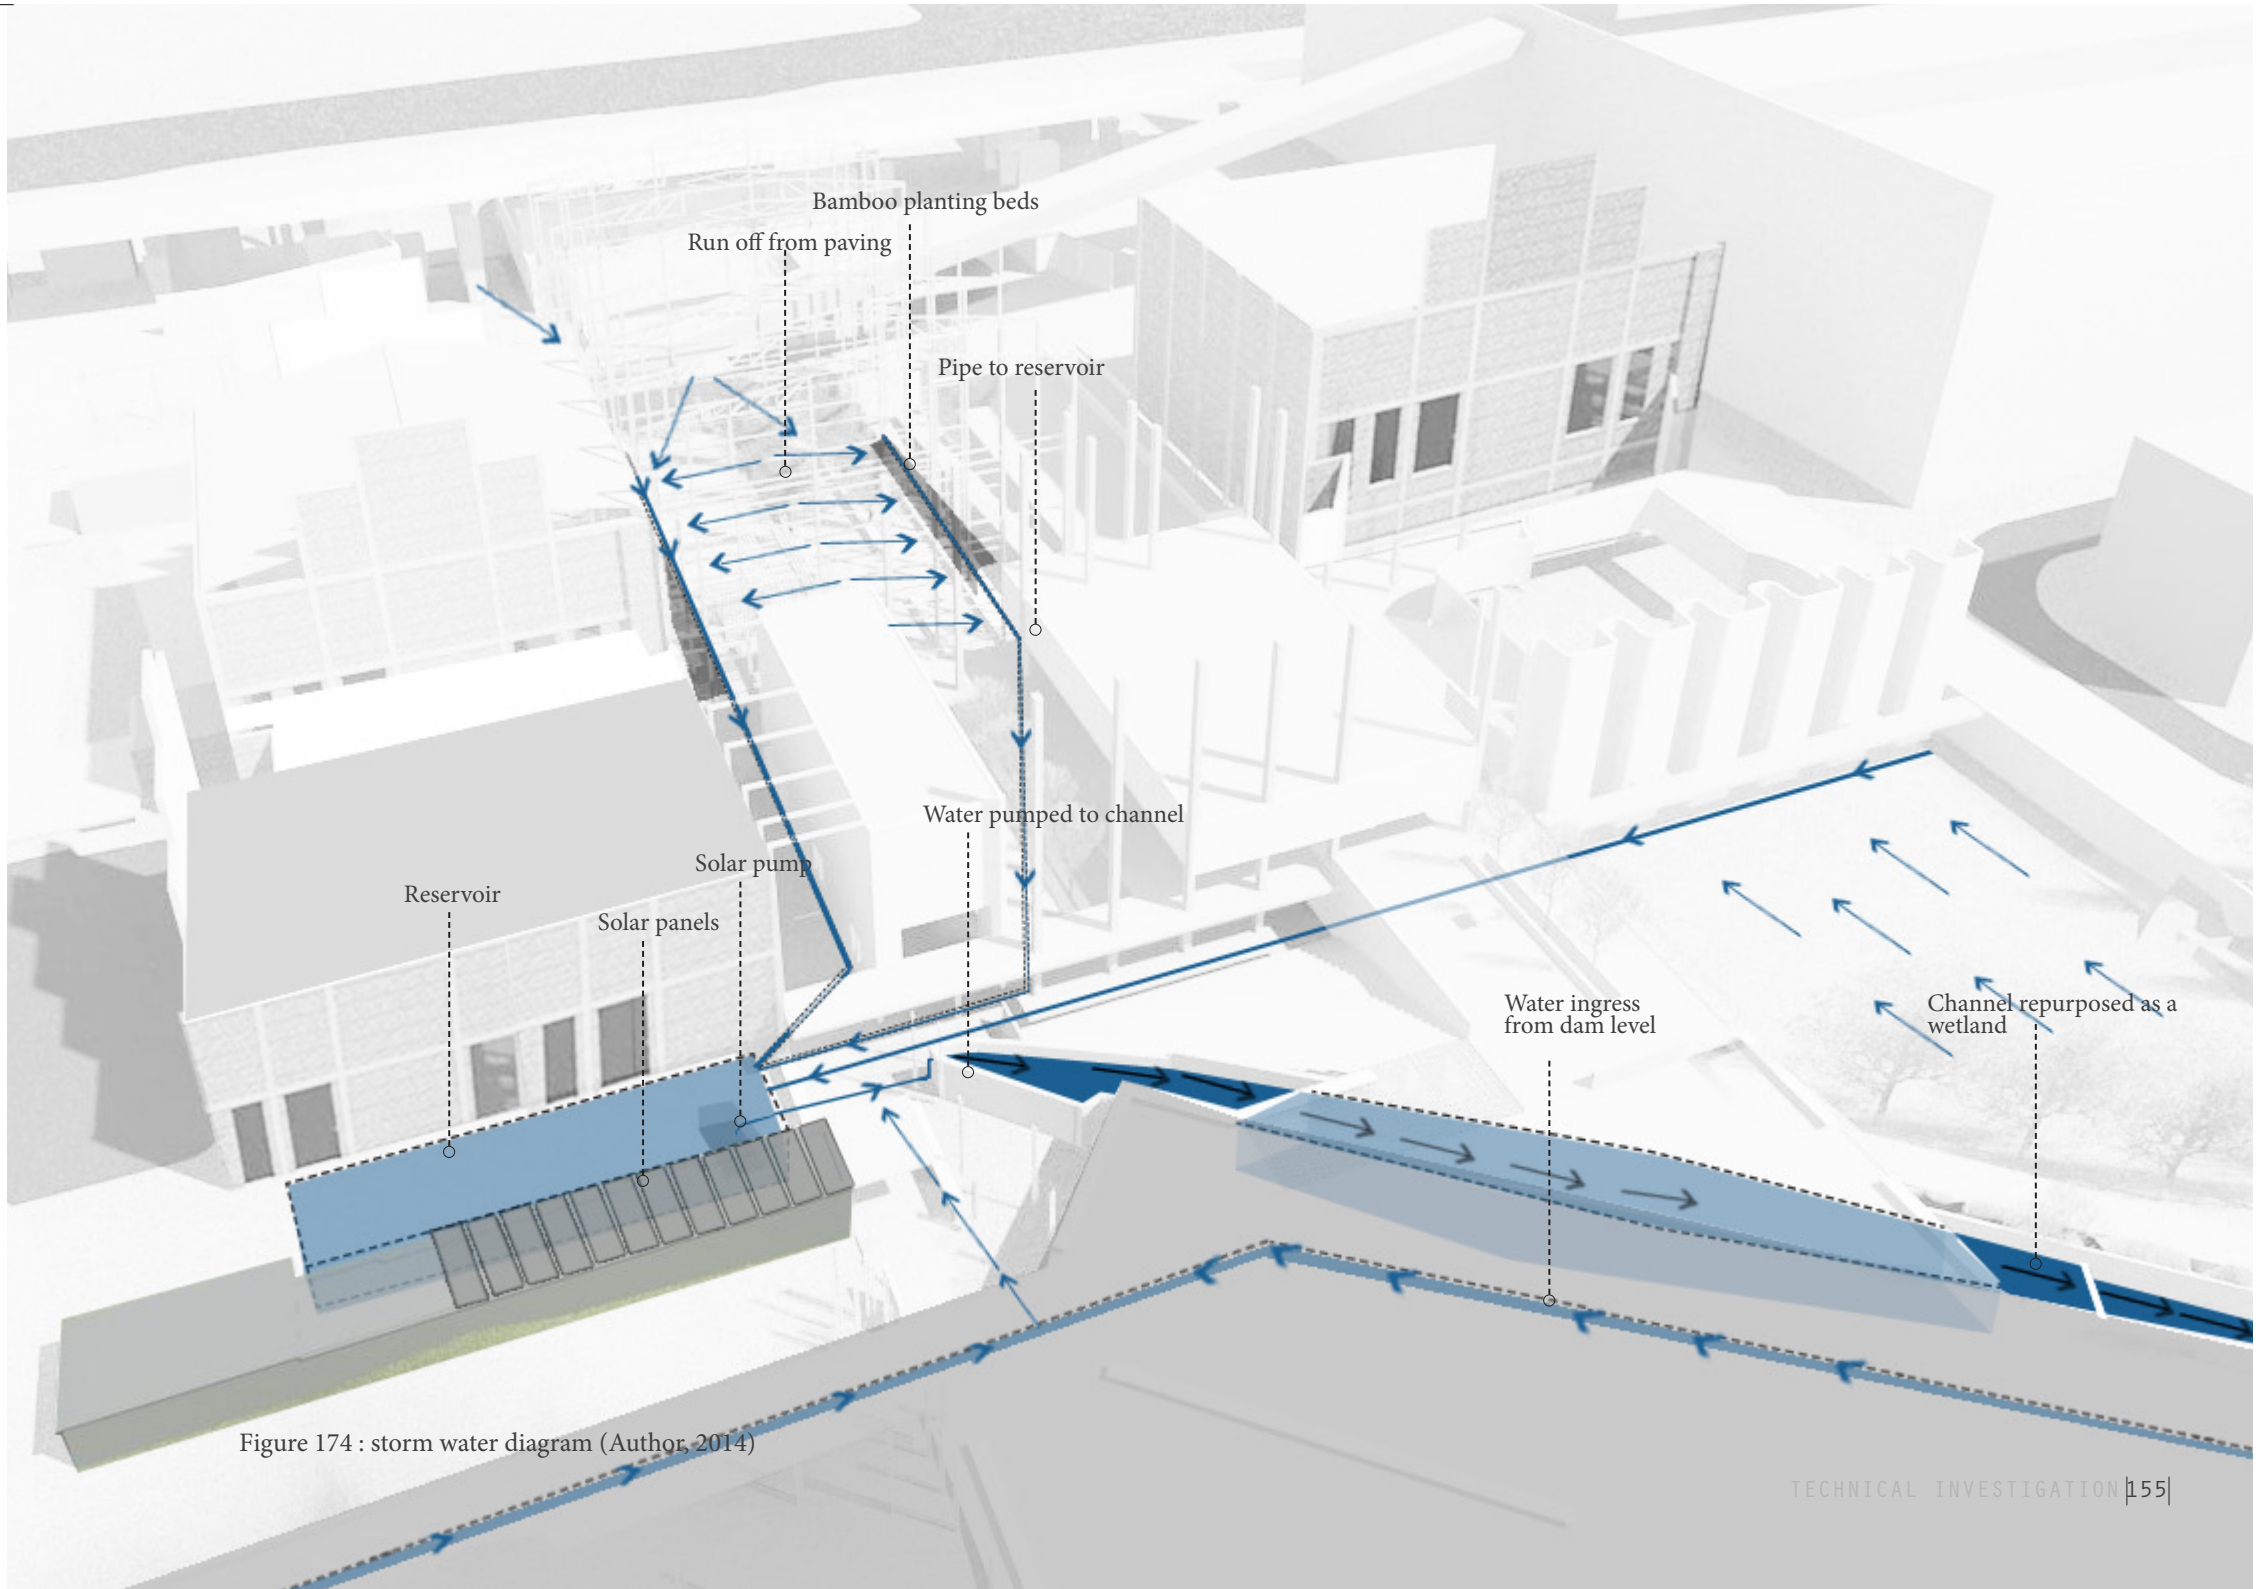 Bamboo planting beds
Run off from paving
Pipe to reservoir
Water pumped to channel
Solar pump
Reservoir
Solar panels
Water ingress
from dam level
Channel repurposed as a
wetland
Figure 174 : storm water diagram (Author, 2014)
TECHNICAL INVESTIGATION |155|